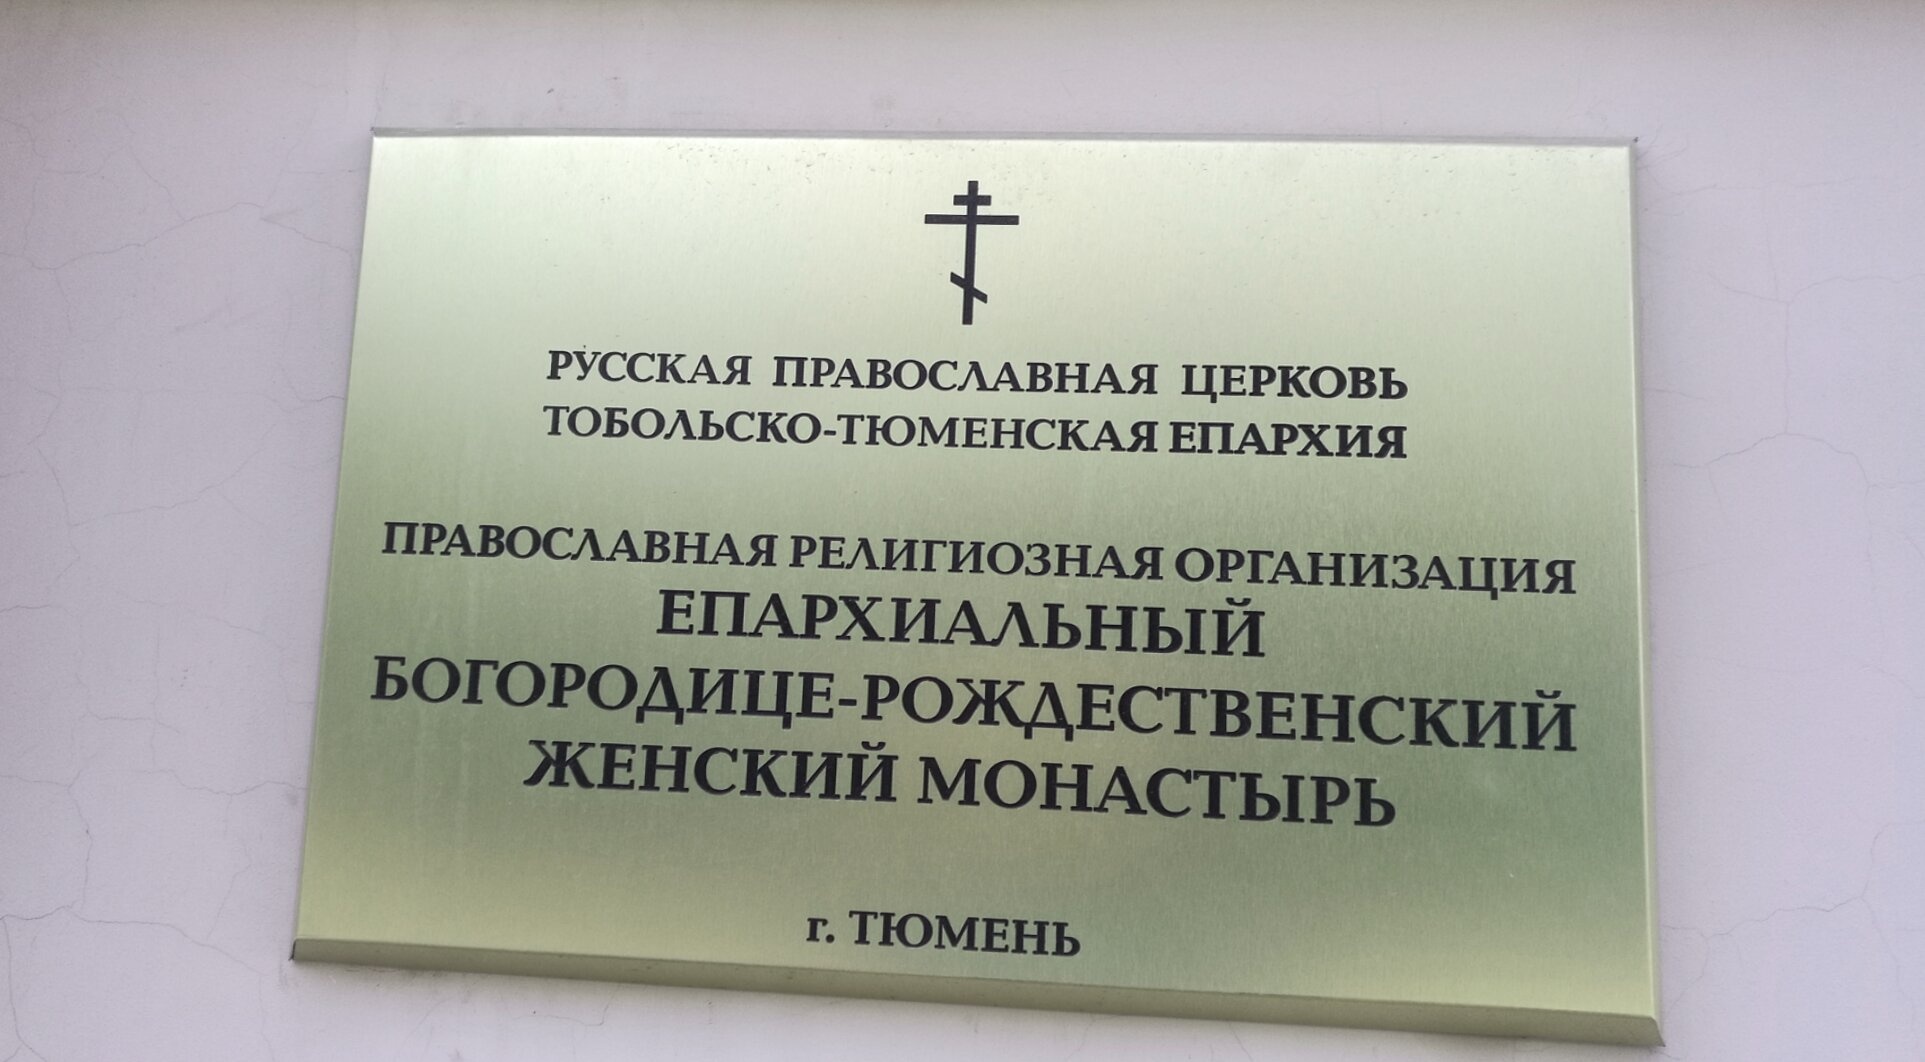 РУССКАЯ ПРАВОСЛАВНАЯ ЦЕРКОВЬ
ТОБОЛЬСКО-ТЮМЕНСКАЯ ЕПАРХИЯ
ПРАВОСЛАВНАЯ РЕЛИГИОЗНАЯ ОРГАНИЗАЦИЯ
ЕПАРХИАЛЬНЫЙ
БОГОРОДИЦЕ-РОЖДЕСТВЕНСКИЙ
ЖЕНСКИЙ МОНАСТЫРЬ
г. ТЮМЕНЬ